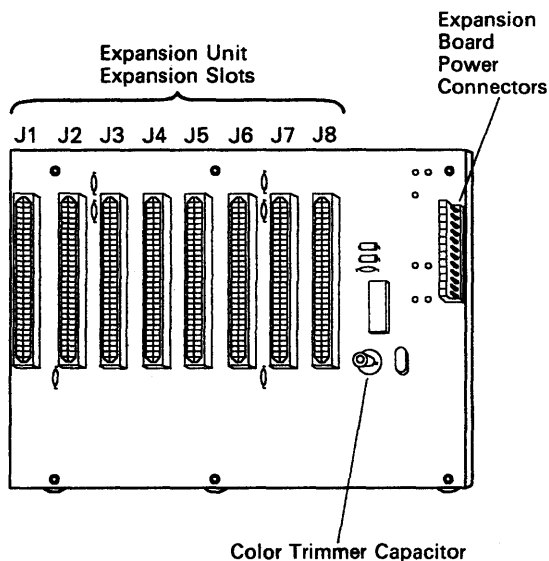 Expansion
Board
Power
Connectors
Expansion Unit
Expansion Slots
J1 J2 J3 J4 J5 J6 J7 J8
Color Trimmer Capacitor